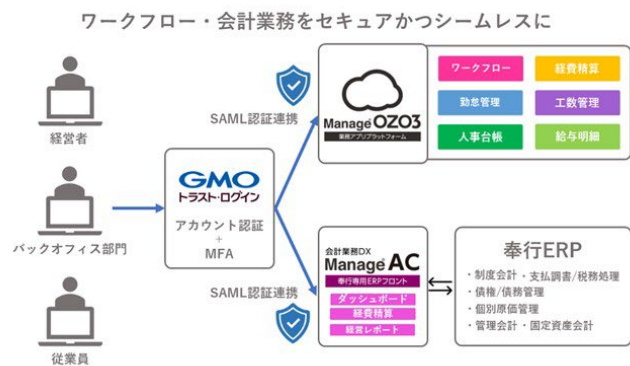 ワークフロー・会計業務をセキュアかつシームレスに
経営者
バックオフィス部門
従業員
GMO
トラスト・ログイン
アカウント認証
+
MFA
SAML認証連携
Manage OZO3
業務アプリプラットフォーム
ワークフロー
経費精算
勤怠管理
工数管理
人事台帳
給与明細
SAML認証連携
会計業務DX
Manage AC
奉行専用ERPフロント
ダッシュボード
経費精算
経営レポート
奉行ERP
・制度会計・支払調書/税務処理
・債権/債務管理
・個別原価管理
・管理会計・固定資産会計